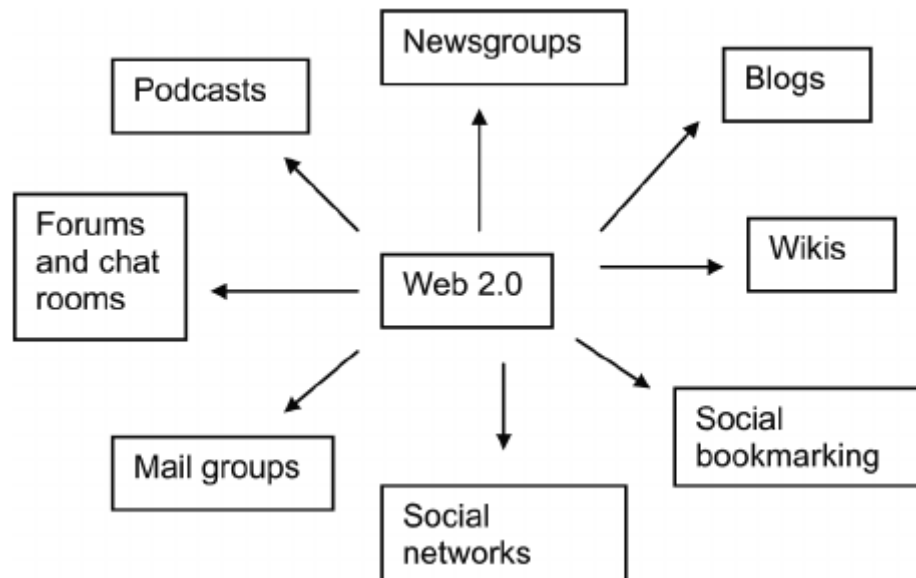 Newsgroups
Podcasts
Blogs
Forums
and chat
rooms
Web 2.0
Wikis
Mail groups
Social
bookmarking
Social
networks